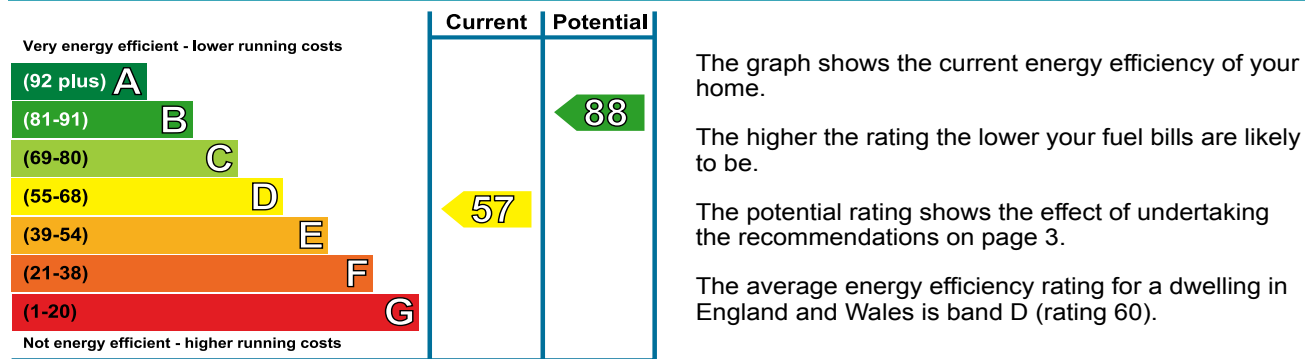 Current Potential
Very energy efficient - lower running costs
(92 plus) A
(81-91) B
(69-80) C
(55-68) D
(39-54) E
(21-38) F
(1-20) G
Not energy efficient - higher running costs
57
88
The graph shows the current energy efficiency of your
home.
The higher the rating the lower your fuel bills are likely
to be.
The potential rating shows the effect of undertaking
the recommendations on page 3.
The average energy efficiency rating for a dwelling in
England and Wales is band D (rating 60).